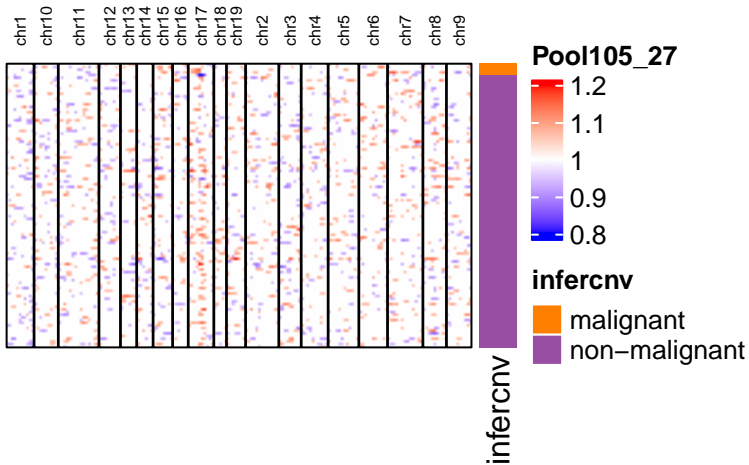 chr1 chr10 chr11 chr12 chr13 chr14 chr15 chr16 chr17 chr18 chr19 chr2 chr3 chr4 chr5 chr6 chr7 chr8 chr9
Pool105_27
1.2
1.1
1
0.9
0.8
infercnv
malignant
non−malignant
infercnv